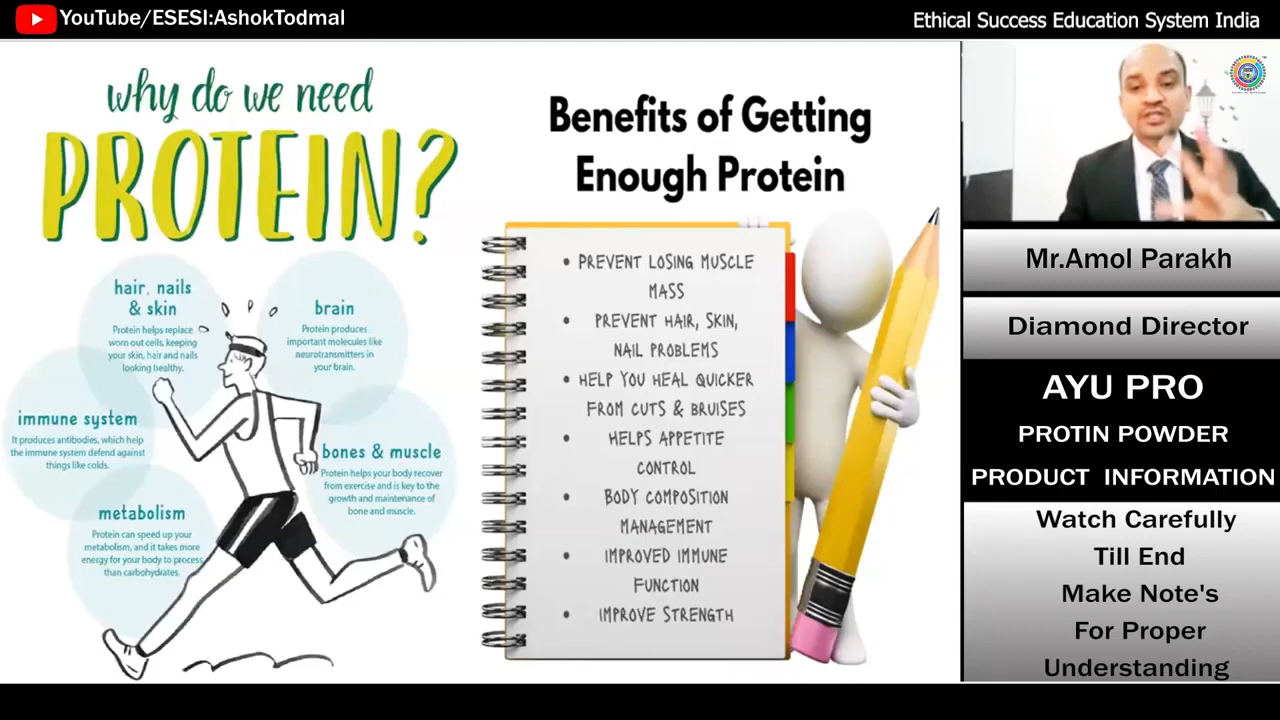 YouTube/ESESI:AshokTodmal
Ethical Success Education System India
why do we need
PROTEIN?
hair, nails
& skin
Protein helps replace
worn out cells, keeping
your skin, hair and nails
looking healthy.
brain
Protein produces
important molecules like
neurotransmitters in
your brain.
immune system
It produces antibodies, which help
the immune system defend against
things like colds.
bones & muscle
Protein helps your body recover
from exercise and is key to the
growth and maintenance of
bone and muscle.
metabolism
Protein can speed up your
metabolism, and it takes more
energy for your body to process
than carbohydrates.
Benefits of Getting
Enough Protein
• PREVENT LOSING MUSCLE
MASS
• PREVENT HAIR, SKIN,
NAIL PROBLEMS
• HELP YOU HEAL QUICKER
FROM CUTS & BRUISES
• HELPS APPETITE
CONTROL
• BODY COMPOSITION
MANAGEMENT
• IMPROVED IMMUNE
FUNCTION
• IMPROVE STRENGTH
Mr.Amol Parakh
Diamond Director
AYU PRO
PROTIN POWDER
PRODUCT INFORMATION
Watch Carefully
Till End
Make Note's
For Proper
Understanding